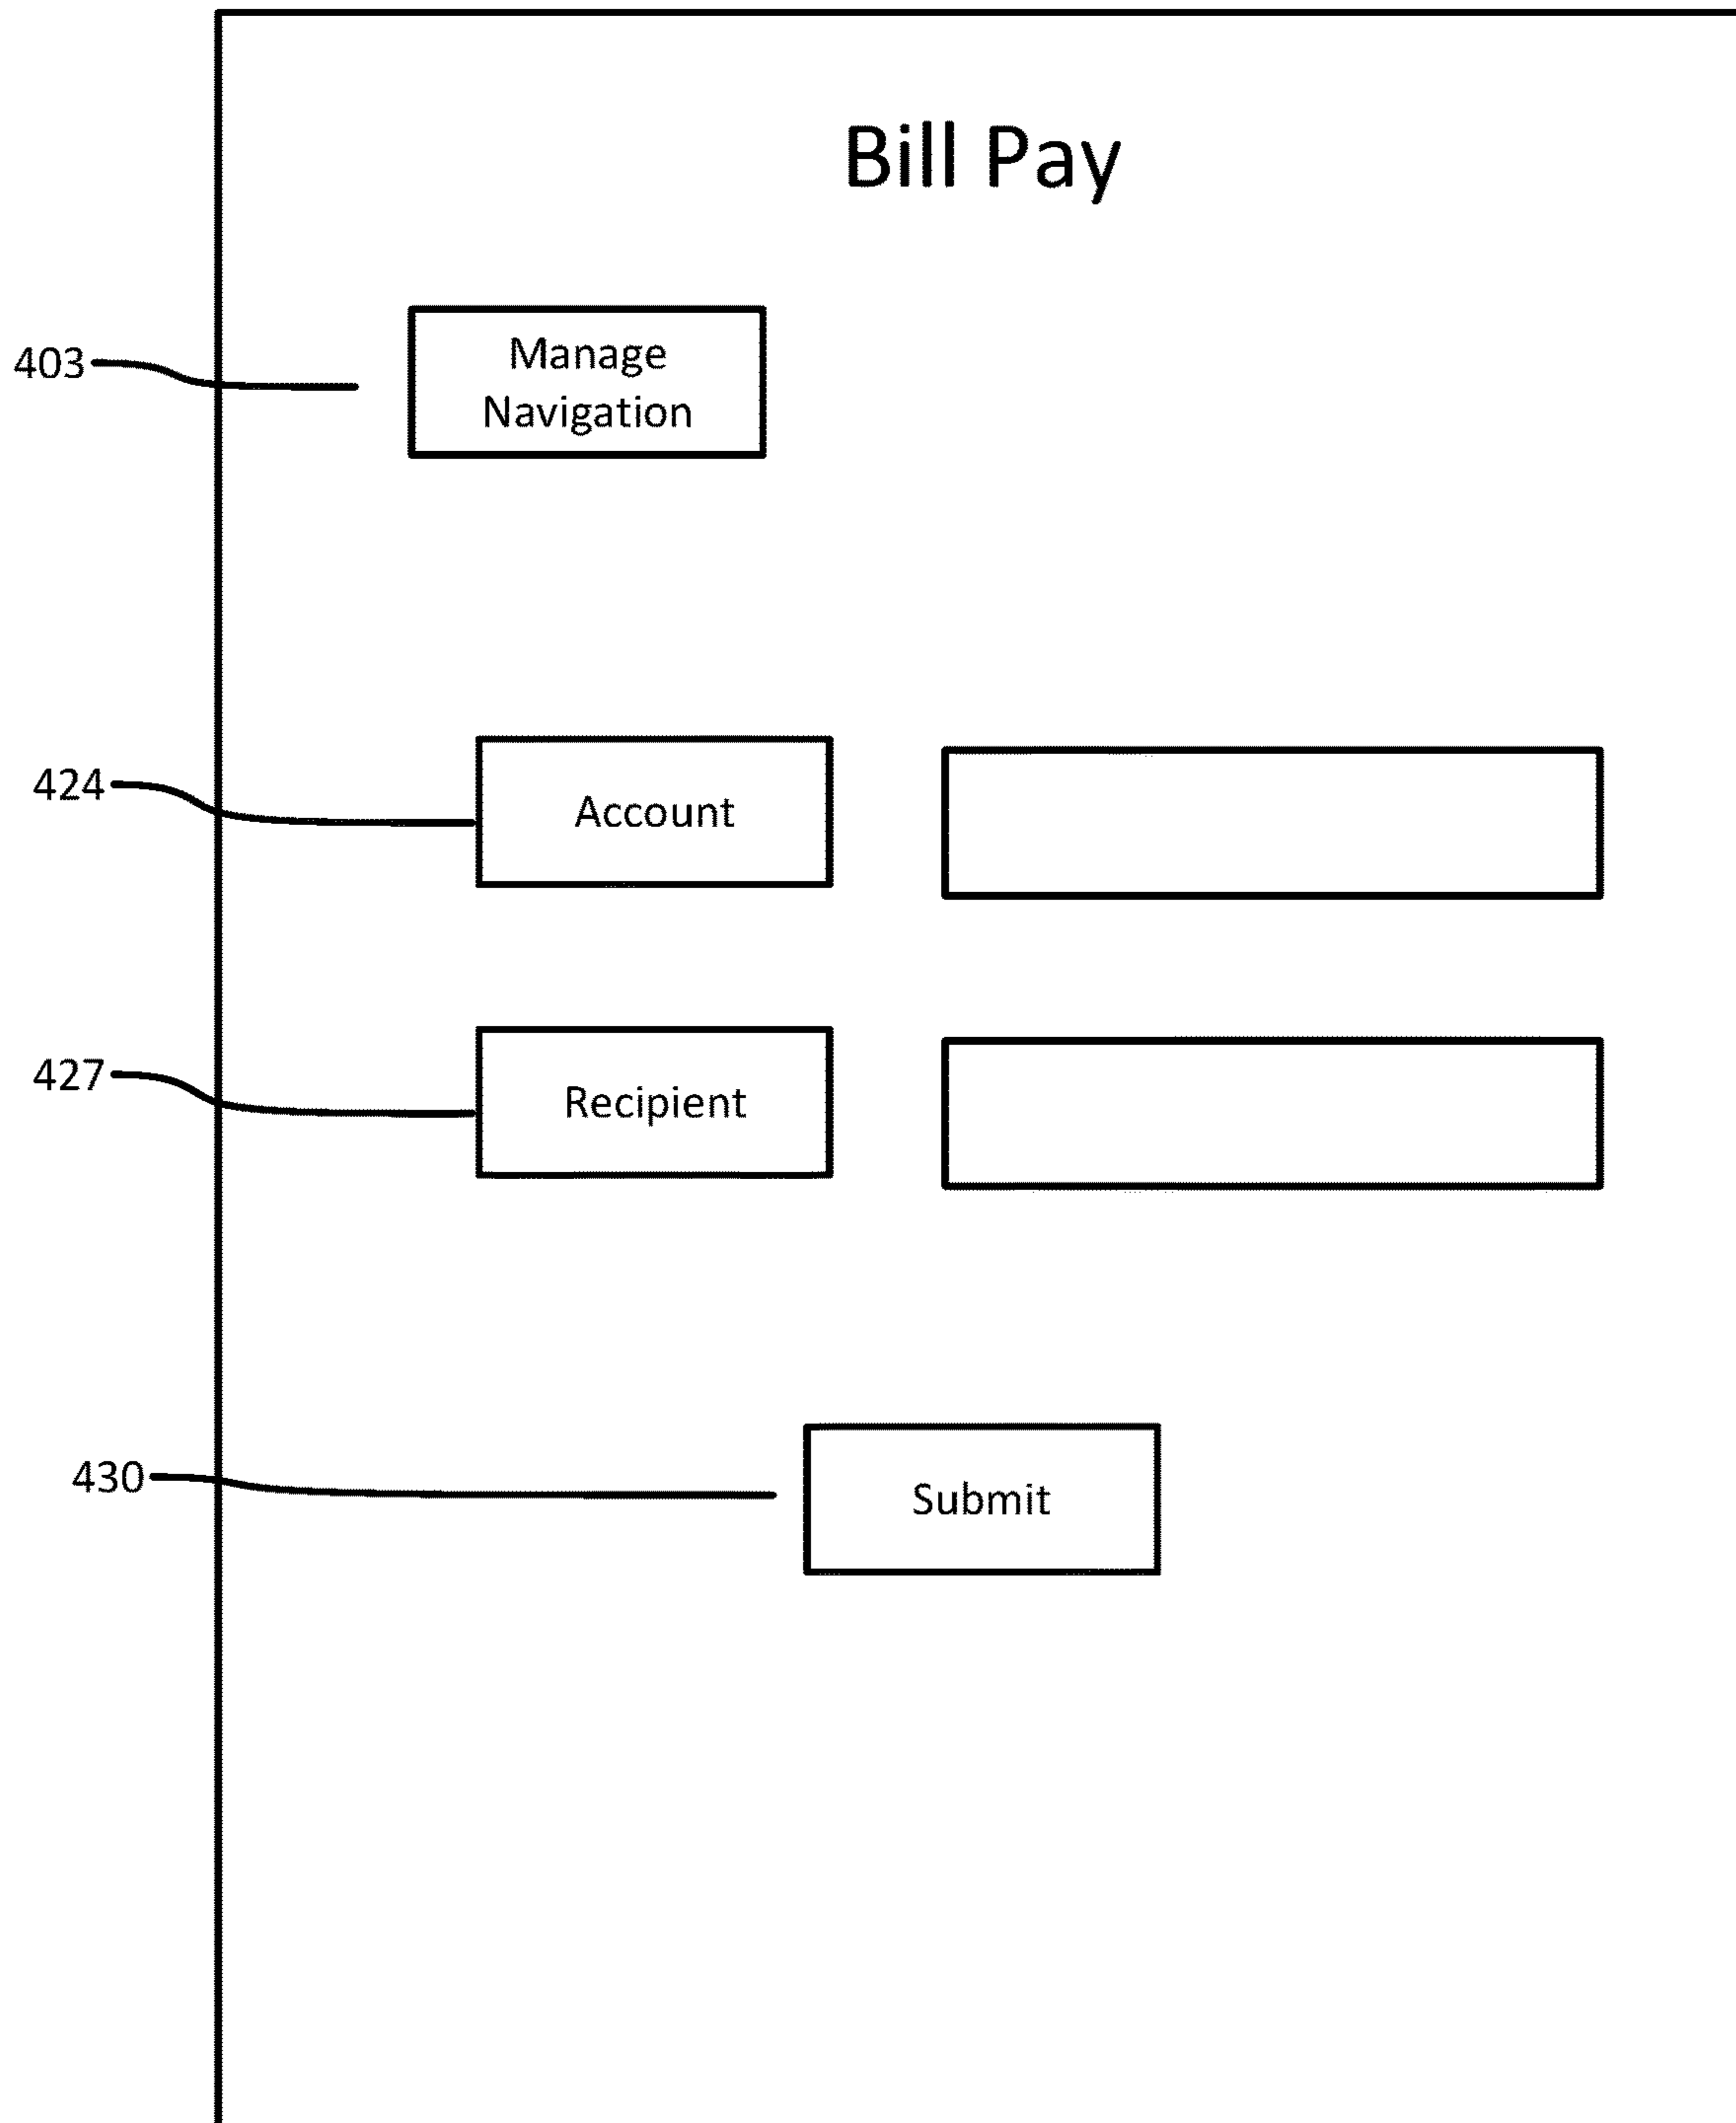 Bill Pay
403
Manage
Navigation
424
Account
427
Recipient
430
Submit